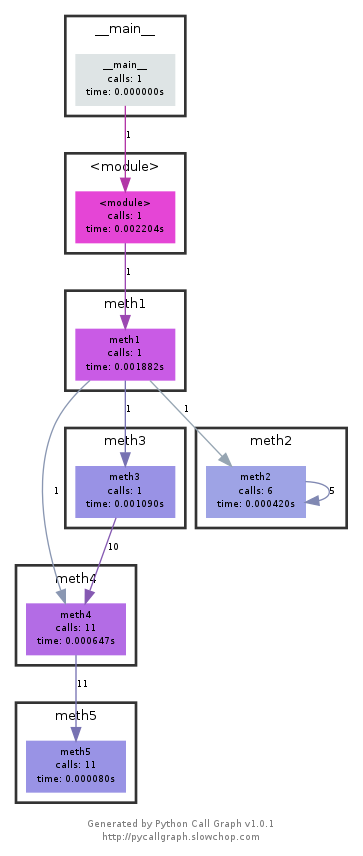 __main__
__main__
calls: 1
time: 0.000000s
1
<module>
<module>
calls: 1
time: 0.002204s
1
meth1
meth1
calls: 1
time: 0.001882s
1
1
meth3
meth2
meth3
calls: 1
time: 0.001090s
meth2
calls: 6
time: 0.000420s
1
5
10
meth4
meth4
calls: 11
time: 0.000647s
11
meth5
meth5
calls: 11
time: 0.000080s
Generated by Python Call Graph v1.0.1
http://pycallgraph.slowchop.com